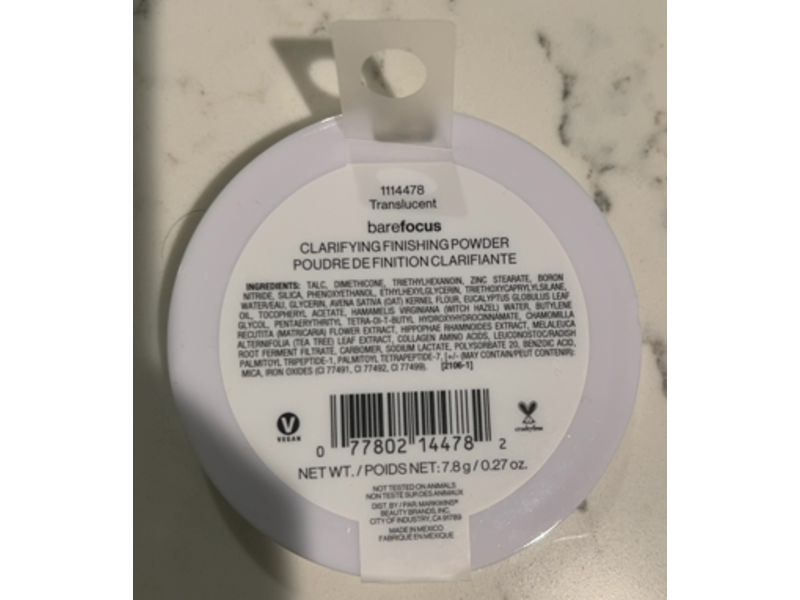 1114478
Translucent
barefocus
CLARIFYING FINISHING POWDER
POUDRE DE FINITION CLARIFIANTE
INGREDIENTS: TALC, DIMETHICONE, TRIETHYLHEXANOIN, ZINC STEARATE, BORON
NITRIDE, SILICA, PHENOXYETHANOL, ETHYLHEXYLGLYCERIN, TRIETHOXYCAPRYLYLSILANE,
WATER/EAU, GLYCERIN, AVENA SATIVA (OAT) KERNEL FLOUR, EUCALYPTUS GLOBULUS LEAF
OIL, TOCOPHERYL ACETATE, HAMAMELIS VIRGINIANA (WITCH HAZEL) WATER, BUTYLENE
GLYCOL, PENTAERYTHRITYL TETRA-DI-T-BUTYL HYDROXYHYDROCINNAMATE, CHAMOMILLA
RECUTITA (MATRICARIA) FLOWER EXTRACT, HIPPOPHAE RHAMNOIDES EXTRACT, MELALEUCA
ALTERNIFOLIA (TEA TREE) LEAF EXTRACT, COLLAGEN AMINO ACIDS, LEUCONOSTOC/RADISH
ROOT FERMENT FILTRATE, CARBOMER, SODIUM LACTATE, POLYSORBATE 20, BENZOIC ACID,
PALMITOYL TRIPEPTIDE-1, PALMITOYL TETRAPEPTIDE-7, [+/- (MAY CONTAIN/PEUT CONTENIR):
MICA, IRON OXIDES (CI 77491, CI 77492, CI 77499). [2106-1]
V
VEGAN
crueltyfree
0 77802 14478 2
NET WT. / POIDS NET: 7.8 g / 0.27 oz.
NOT TESTED ON ANIMALS
NON TESTÉ SUR DES ANIMAUX
DIST. BY / PAR: MARKWINS®
BEAUTY BRANDS, INC.
CITY OF INDUSTRY, CA 91789
MADE IN MEXICO
FABRIQUÉ EN MEXIQUE